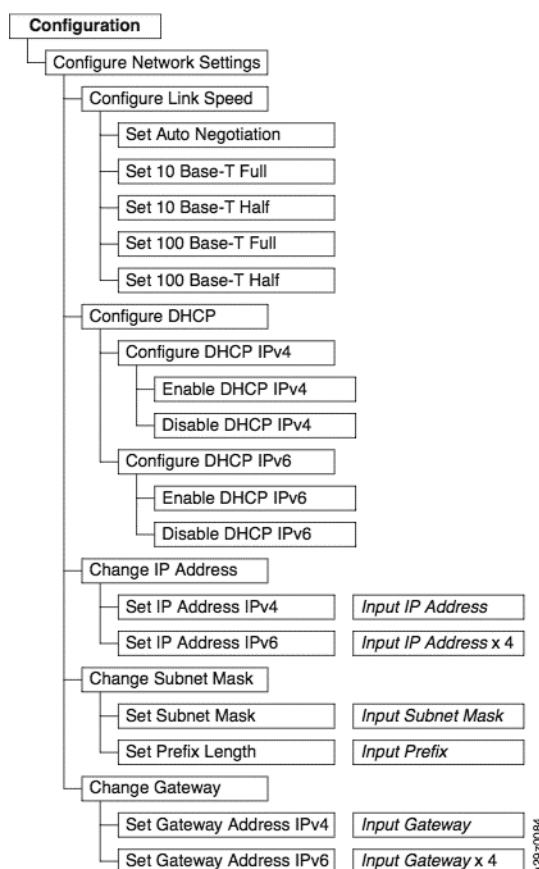 Configuration
Configure Network Settings
Configure Link Speed
Set Auto Negotiation
Set 10 Base-T Full
Set 10 Base-T Half
Set 100 Base-T Full
Set 100 Base-T Half
Configure DHCP
Configure DHCP IPv4
Enable DHCP IPv4
Disable DHCP IPv4
Configure DHCP IPv6
Enable DHCP IPv6
Disable DHCP IPv6
Change IP Address
Set IP Address IPv4 Input IP Address
Set IP Address IPv6 Input IP Address x 4
Change Subnet Mask
Set Subnet Mask Input Subnet Mask
Set Prefix Length Input Prefix
Change Gateway
Set Gateway Address IPv4 Input Gateway
Set Gateway Address IPv6 Input Gateway x 4